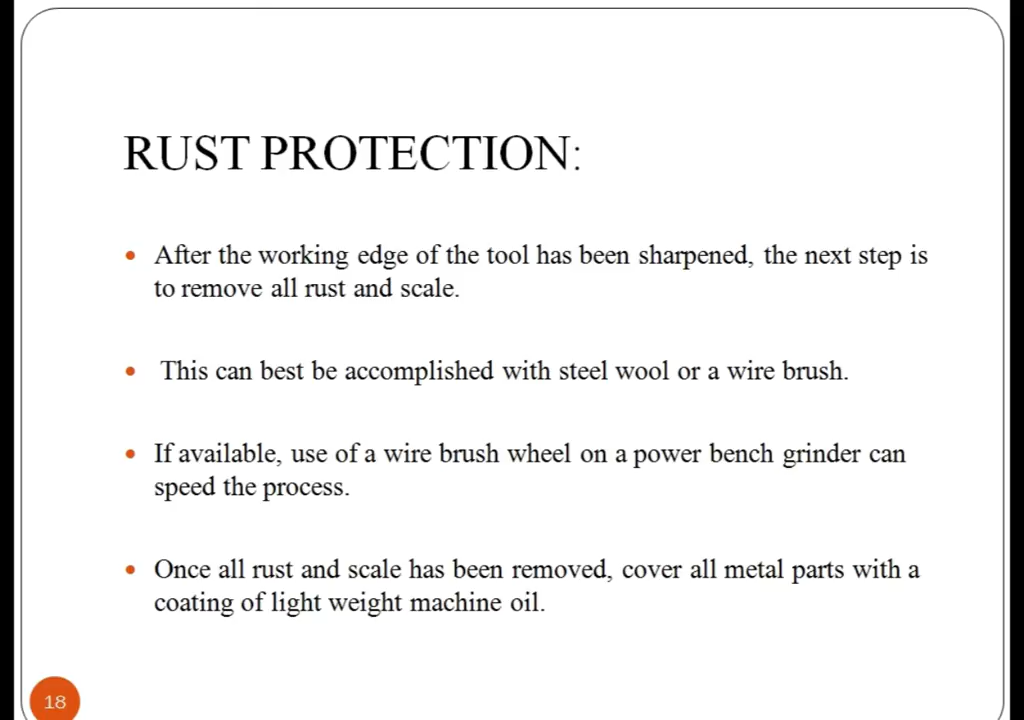 RUST PROTECTION:
• After the working edge of the tool has been sharpened, the next step is
to remove all rust and scale.
• This can best be accomplished with steel wool or a wire brush.
• If available, use of a wire brush wheel on a power bench grinder can
speed the process.
• Once all rust and scale has been removed, cover all metal parts with a
coating of light weight machine oil.
18